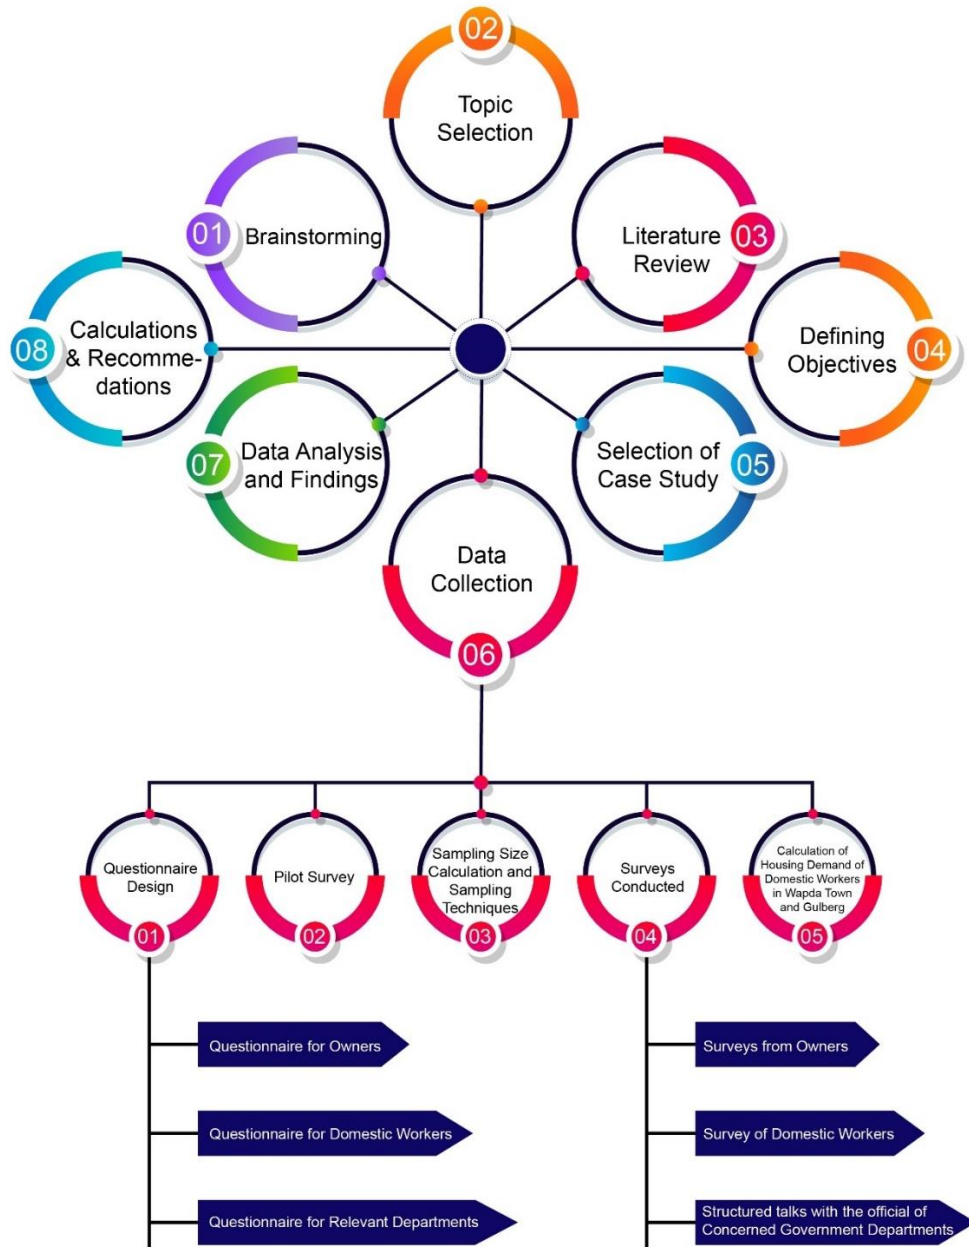 02
Topic
Selection
01
Brainstorming
Literature
Review
03
08
Calculations
& Recomme-
dations
Defining
Objectives
04
07
Data Analysis
and Findings
Selection of
Case Study
05
Data
Collection
06
Questionnaire
Design
01
Pilot Survey
02
Sampling Size
Calculation and
Sampling
Techniques
03
Surveys
Conducted
04
Calculation of
Housing Demand of
Domestic Workers
in Wapda Town
and Gulberg
05
Questionnaire for Owners
Questionnaire for Domestic Workers
Questionnaire for Relevant Departments
Surveys from Owners
Survey of Domestic Workers
Structured talks with the official of
Concerned Government Departments